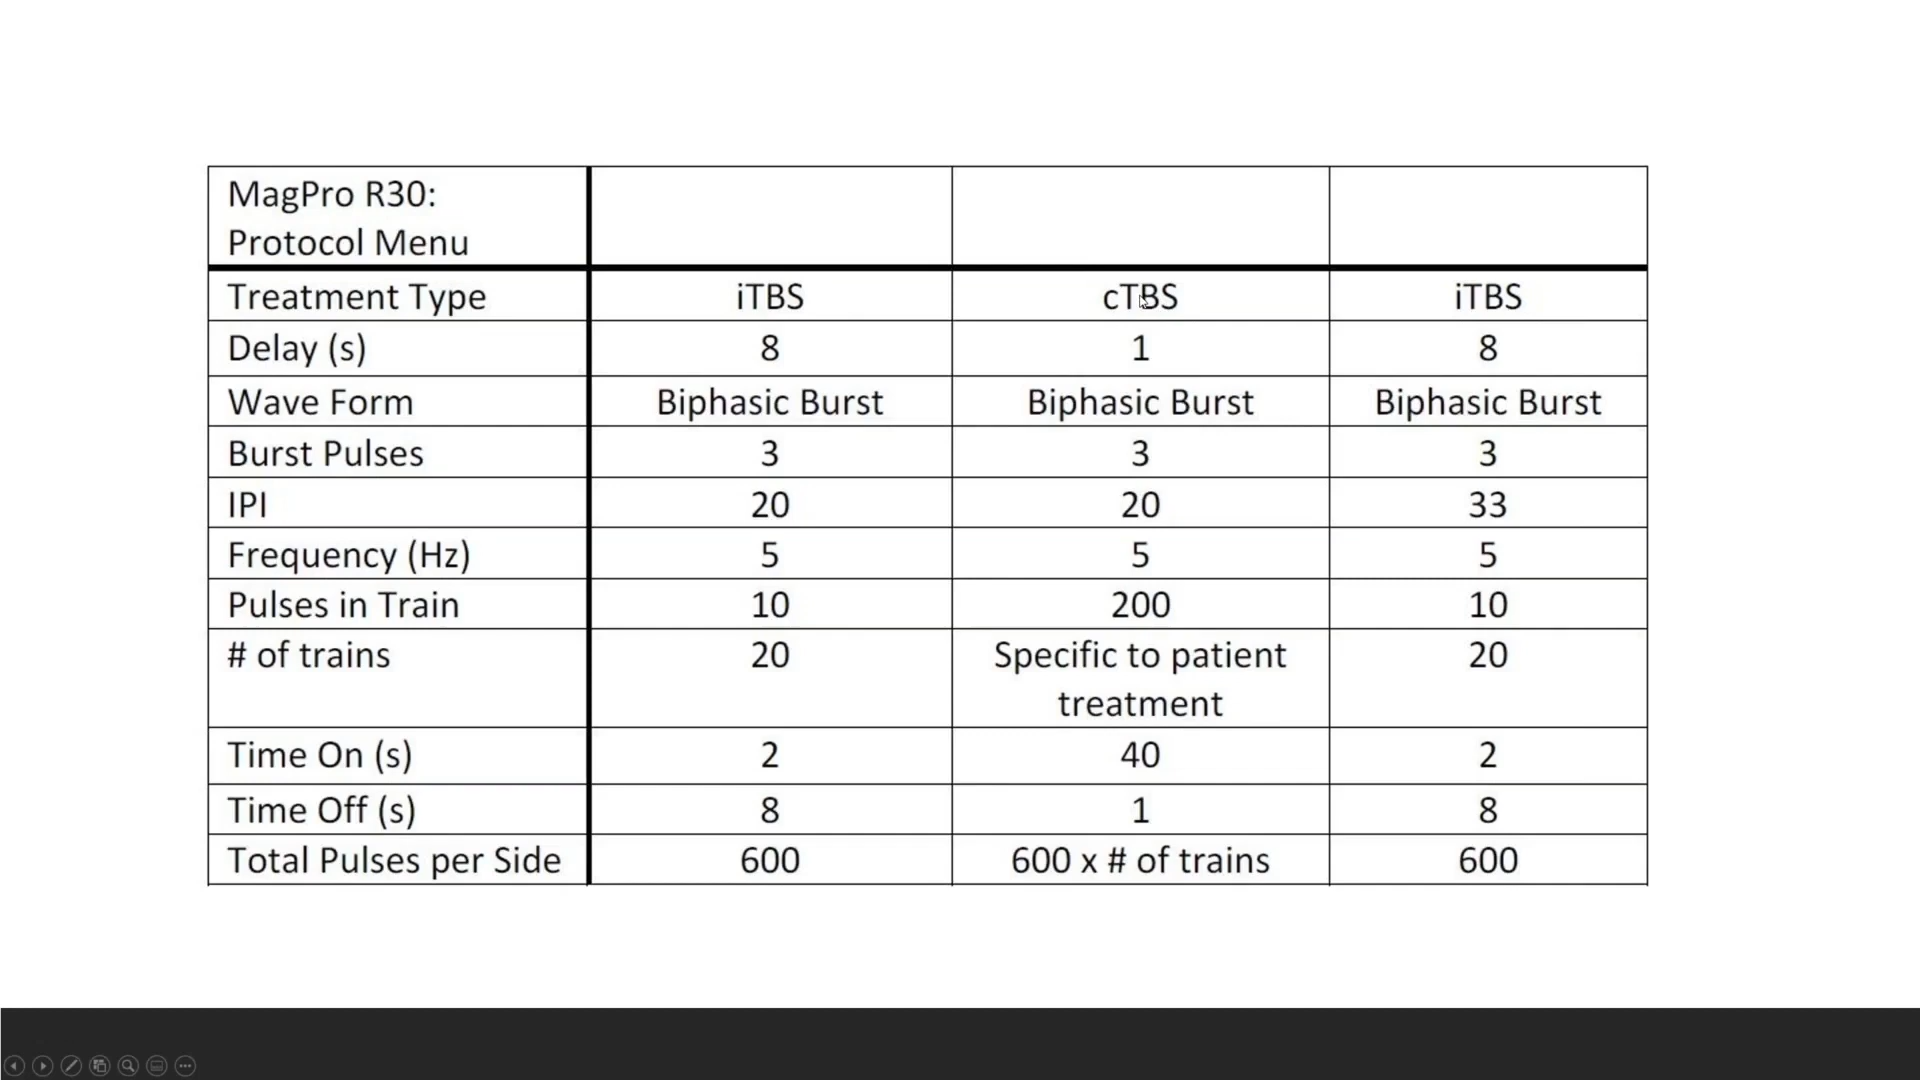 MagPro R30:
Protocol Menu
Treatment Type iTBS cTBS iTBS
Delay (s) 8 1 8
Wave Form Biphasic Burst Biphasic Burst Biphasic Burst
Burst Pulses 3 3 3
IPI 20 20 33
Frequency (Hz) 5 5 5
Pulses in Train 10 200 10
# of trains 20 Specific to patient 20
treatment
Time On (s) 2 40 2
Time Off (s) 8 1 8
Total Pulses per Side 600 600 x # of trains 600